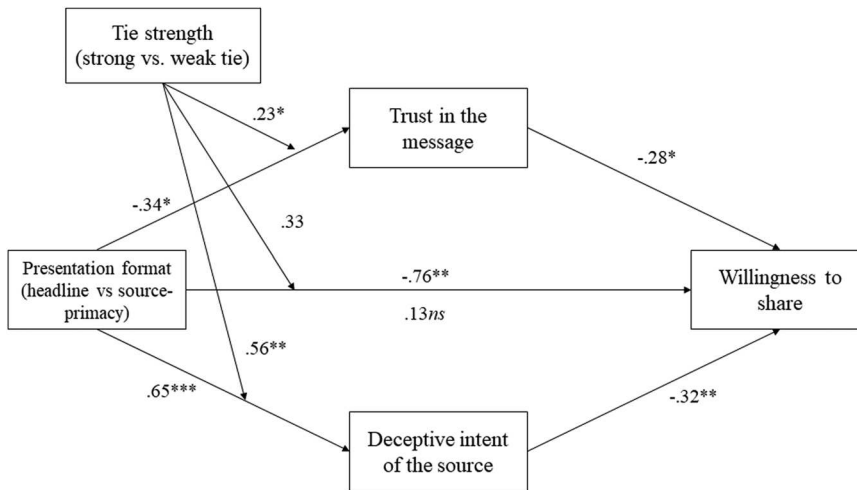 Tie strength
(strong vs. weak tie)
.23*
Trust in the
message
-.34*
.33
-.28*
Presentation format
(headline vs source-
primacy)
-.76**
.13ns
Willingness to
share
.56**
.65***
-.32**
Deceptive intent
of the source